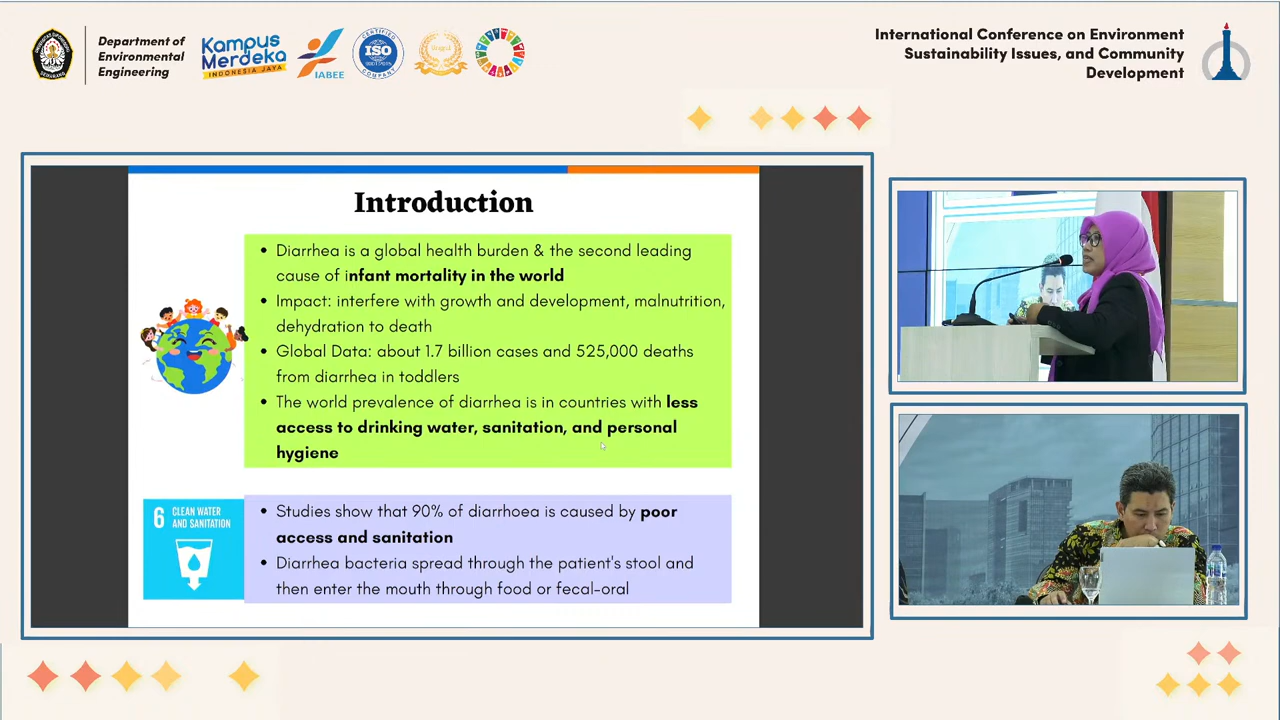 Department of
Environmental
Engineering
Kampus
Merdeka
INDONESIA JAYA
IABEE
CERTIFIED
ISO
COMPANY
International Conference on Environment
Sustainability Issues, and Community
Development
Introduction
• Diarrhea is a global health burden & the second leading
cause of infant mortality in the world
• Impact: interfere with growth and development, malnutrition,
dehydration to death
• Global Data: about 1.7 billion cases and 525,000 deaths
from diarrhea in toddlers
• The world prevalence of diarrhea is in countries with less
access to drinking water, sanitation, and personal
hygiene
6 CLEAN WATER
AND SANITATION
• Studies show that 90% of diarrhoea is caused by poor
access and sanitation
• Diarrhea bacteria spread through the patient's stool and
then enter the mouth through food or fecal-oral